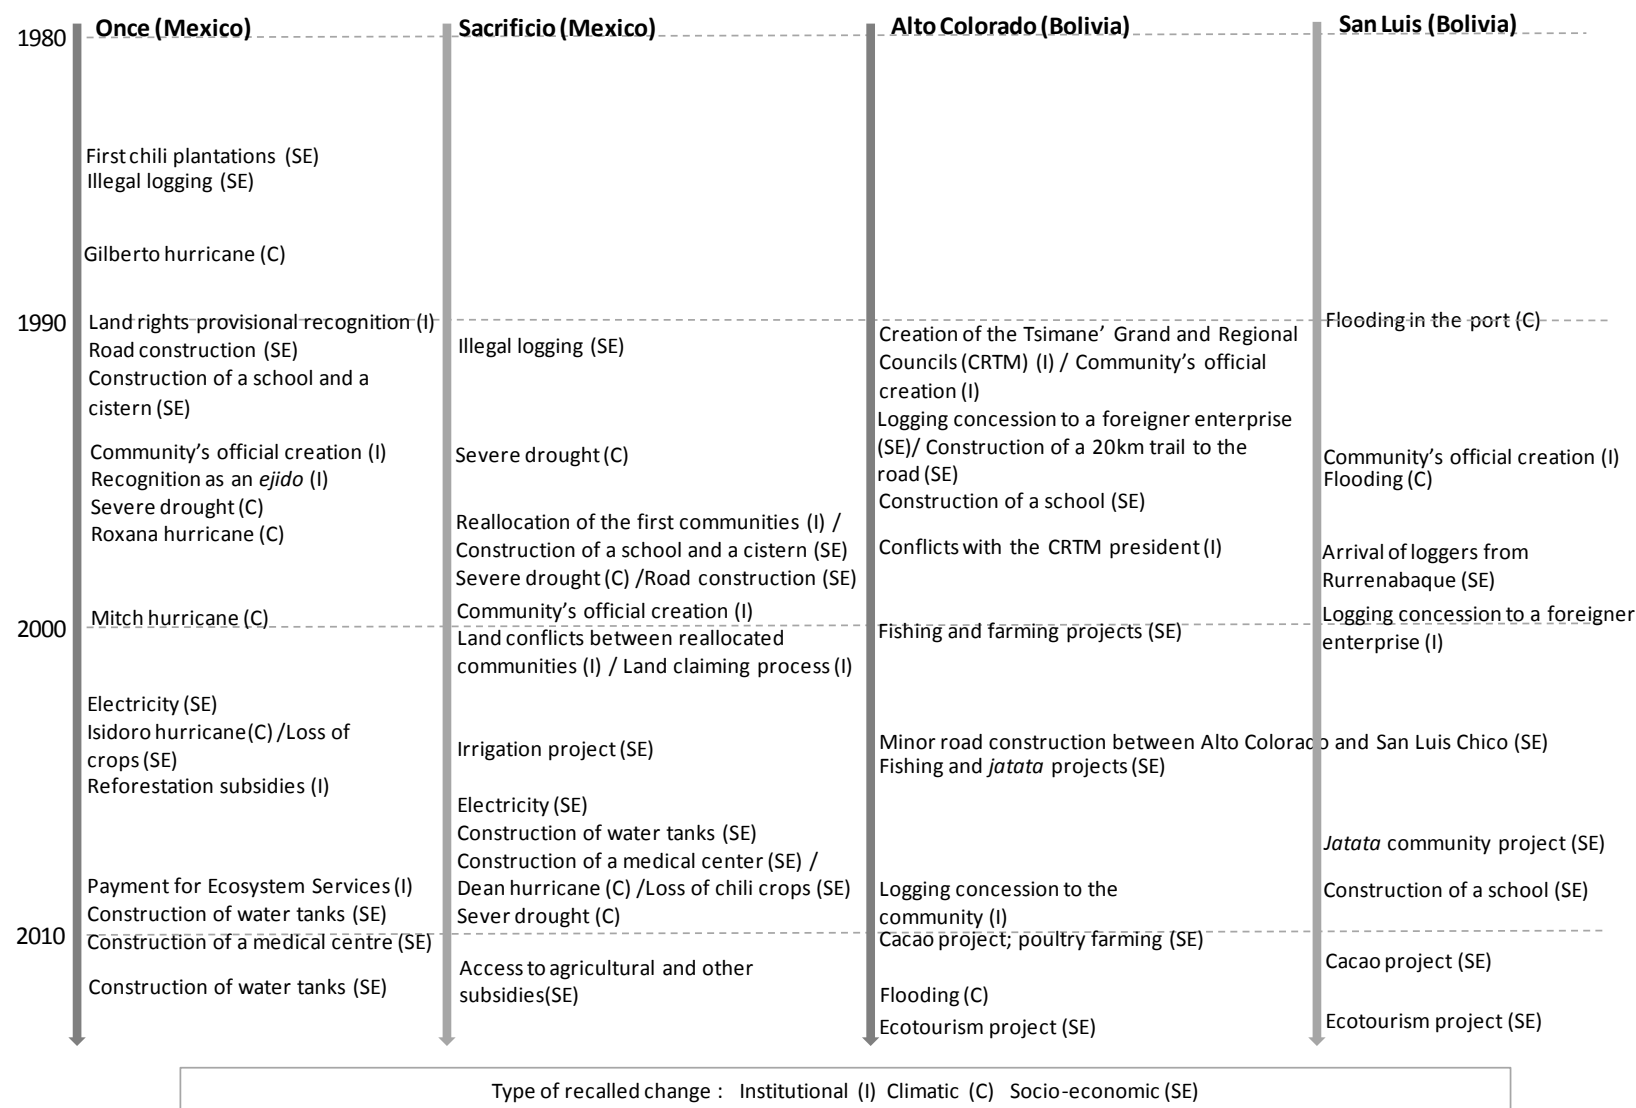 Once (Mexico)
Sacrificio (Mexico)
Alto Colorado (Bolivia)
San Luis (Bolivia)
1980
1990
2000
2010
First chili plantations (SE)
Illegal logging (SE)
Gilberto hurricane (C)
Land rights provisional recognition (I)
Road construction (SE)
Construction of a school and a
cistern (SE)
Community's official creation (I)
Recognition as an ejido (I)
Severe drought (C)
Roxana hurricane (C)
Mitch hurricane (C)
Electricity (SE)
Isidoro hurricane(C) /Loss of
crops (SE)
Reforestation subsidies (I)
Payment for Ecosystem Services (I)
Construction of water tanks (SE)
Construction of a medical centre (SE)
Construction of water tanks (SE)
Illegal logging (SE)
Severe drought (C)
Reallocation of the first communities (I) /
Construction of a school and a cistern (SE)
Severe drought (C) /Road construction (SE)
Community's official creation (I)
Land conflicts between reallocated
communities (I) / Land claiming process (I)
Irrigation project (SE)
Electricity (SE)
Construction of water tanks (SE)
Construction of a medical center (SE) /
Dean hurricane (C) /Loss of chili crops (SE)
Sever drought (C)
Access to agricultural and other
subsidies(SE)
Creation of the Tsimane' Grand and Regional
Councils (CRTM) (I) / Community's official
creation (I)
Logging concession to a foreigner enterprise
(SE)/ Construction of a 20km trail to the
road (SE)
Construction of a school (SE)
Conflicts with the CRTM president (I)
Fishing and farming projects (SE)
Minor road construction between Alto Colorado and San Luis Chico (SE)
Fishing and jatata projects (SE)
Logging concession to the
community (I)
Cacao project; poultry farming (SE)
Flooding (C)
Ecotourism project (SE)
Flooding in the port (C)
Community's official creation (I)
Flooding (C)
Arrival of loggers from
Rurrenabaque (SE)
Logging concession to a foreigner
enterprise (I)
Jatata community project (SE)
Construction of a school (SE)
Cacao project (SE)
Ecotourism project (SE)
Type of recalled change : Institutional (I) Climatic (C) Socio-economic (SE)